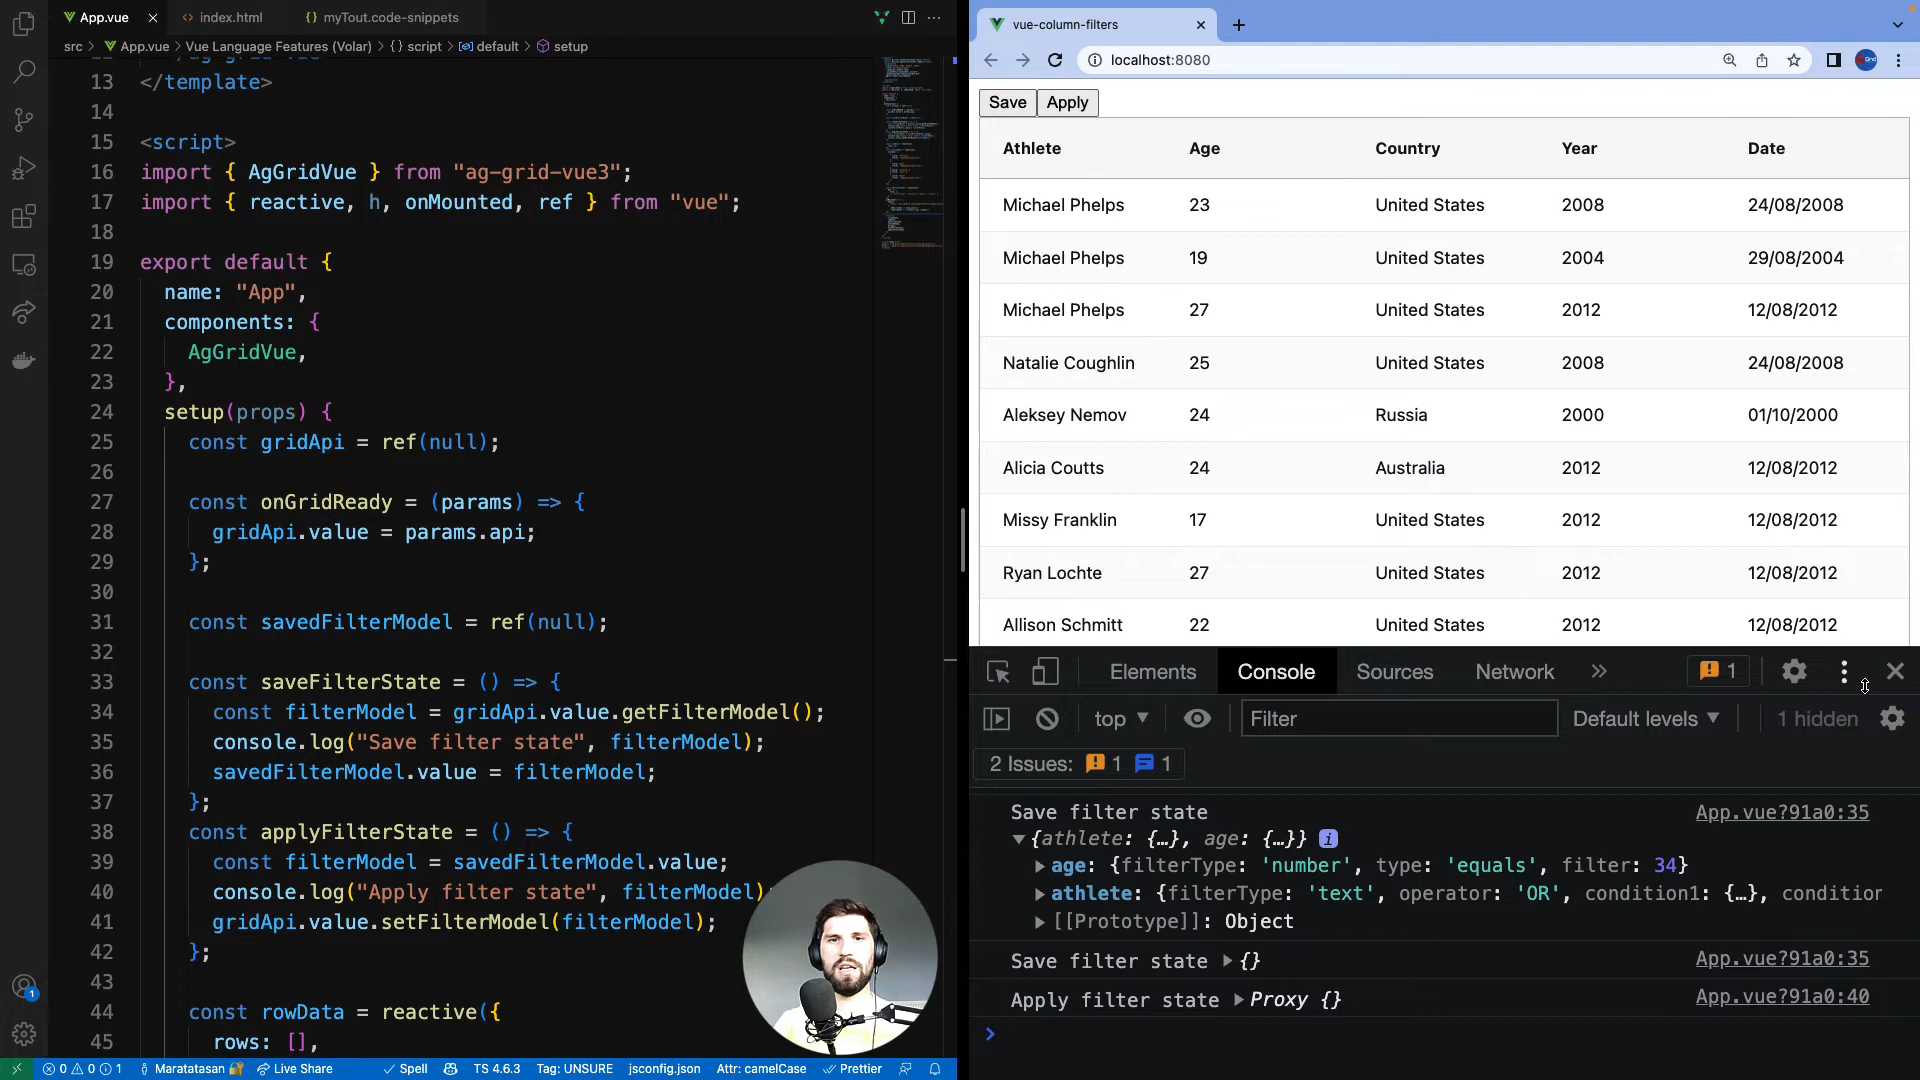 App.vue
index.html
{} myTout.code-snippets
src > App.vue > Vue Language Features (Volar) > {} script > default > setup
13 </template>
14
15 <script>
16 import { AgGridVue } from "ag-grid-vue3";
17 import { reactive, h, onMounted, ref } from "vue";
18
19 export default {
20 name: "App",
21 components: {
22 AgGridVue,
23 },
24 setup(props) {
25 const gridApi = ref(null);
26
27 const onGridReady = (params) => {
28 gridApi.value = params.api;
29 };
30
31 const savedFilterModel = ref(null);
32
33 const saveFilterState = () => {
34 const filterModel = gridApi.value.getFilterModel();
35 console.log("Save filter state", filterModel);
36 savedFilterModel.value = filterModel;
37 };
38 const applyFilterState = () => {
39 const filterModel = savedFilterModel.value;
40 console.log("Apply filter state", filterModel)
41 gridApi.value.setFilterModel(filterModel);
42 };
43
44 const rowData = reactive({
45 rows: [],
1
0 0 1 Maratatasan Live Share Spell TS 4.6.3 Tag: UNSURE jsconfig.json Attr: camelCase Prettier
vue-column-filters
localhost:8080
Save Apply
Athlete Age Country Year Date
Michael Phelps 23 United States 2008 24/08/2008
Michael Phelps 19 United States 2004 29/08/2004
Michael Phelps 27 United States 2012 12/08/2012
Natalie Coughlin 25 United States 2008 24/08/2008
Aleksey Nemov 24 Russia 2000 01/10/2000
Alicia Coutts 24 Australia 2012 12/08/2012
Missy Franklin 17 United States 2012 12/08/2012
Ryan Lochte 27 United States 2012 12/08/2012
Allison Schmitt 22 United States 2012 12/08/2012
Elements Console Sources Network » 1
top Filter Default levels 1 hidden
2 Issues: 1 1
Save filter state App.vue?91a0:35
{athlete: {…}, age: {…}} i
age: {filterType: 'number', type: 'equals', filter: 34}
athlete: {filterType: 'text', operator: 'OR', condition1: {…}, condition
[[Prototype]]: Object
Save filter state {} App.vue?91a0:35
Apply filter state Proxy {} App.vue?91a0:40
>